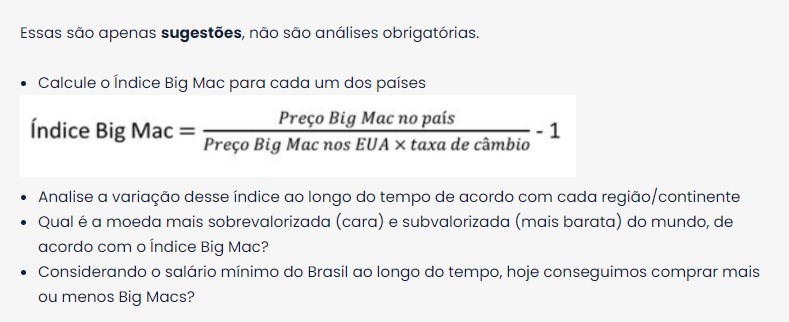 Essas são apenas sugestões, não são análises obrigatórias.
• Calcule o Índice Big Mac para cada um dos países
Índice Big Mac = Preço Big Mac no país / Preço Big Mac nos EUA × taxa de câmbio - 1
• Analise a variação desse índice ao longo do tempo de acordo com cada região/continente
• Qual é a moeda mais sobrevalorizada (cara) e subvalorizada (mais barata) do mundo, de
acordo com o Índice Big Mac?
• Considerando o salário mínimo do Brasil ao longo do tempo, hoje conseguimos comprar mais
ou menos Big Macs?